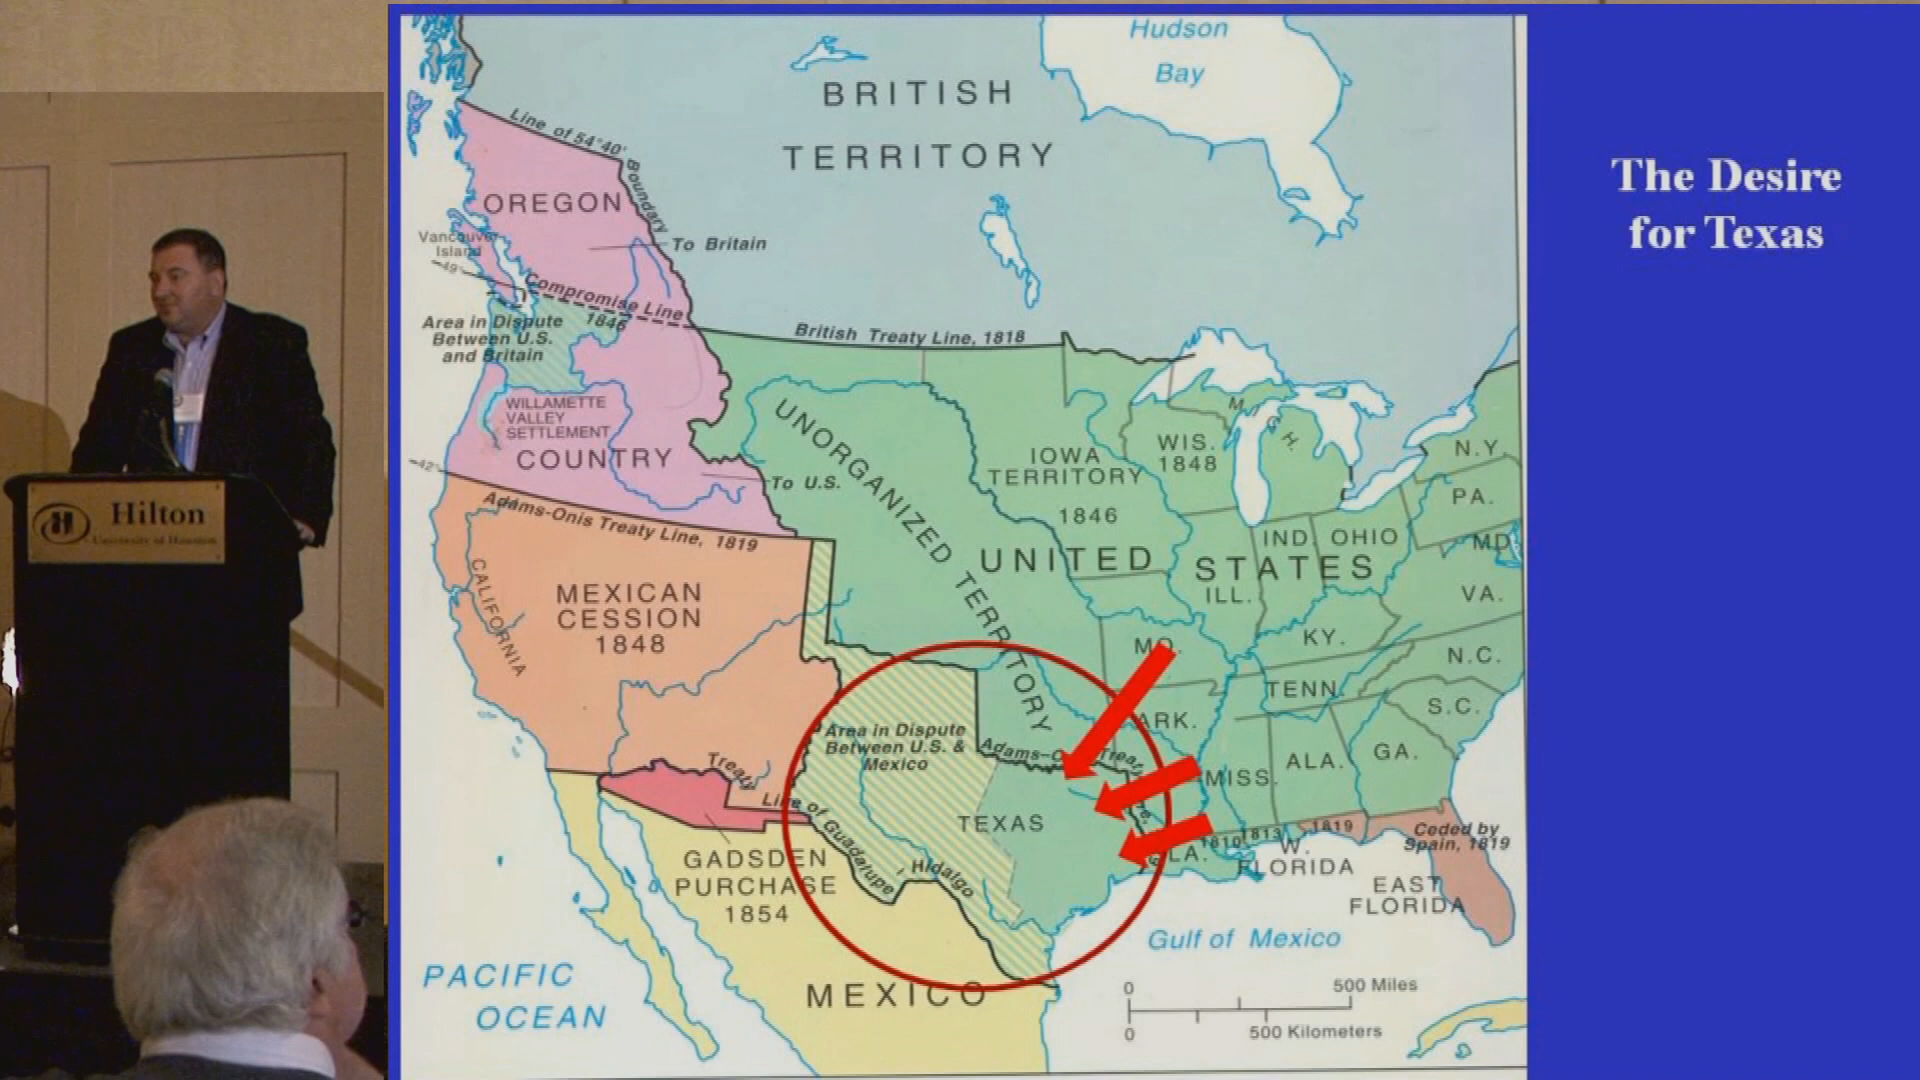 Hudson
Bay
BRITISH
TERRITORY
Line of 54°40'
Boundary
OREGON
Vancouver
Island
To Britain
49°
Compromise Line
1846
Area in Dispute
Between U.S.
and Britain
British Treaty Line, 1818
WILLAMETTE
VALLEY
SETTLEMENT
COUNTRY
To U.S.
42°
Adams-Onis Treaty Line, 1819
UNORGANIZED TERRITORY
IOWA
TERRITORY
1846
WIS.
1848
MICH.
N.Y.
PA.
UNITED
STATES
IND.
OHIO
MD.
ILL.
VA.
MO.
KY.
N.C.
TENN.
S.C.
ARK.
MISS.
ALA.
GA.
CALIFORNIA
MEXICAN
CESSION
1848
Area in Dispute
Between U.S. &
Mexico
Treaty
Line of Guadalupe Hidalgo
TEXAS
LA.
1810
1813
1819
W.
FLORIDA
Ceded by
Spain, 1819
EAST
FLORIDA
GADSDEN
PURCHASE
1854
Gulf of Mexico
PACIFIC
OCEAN
MEXICO
0
500 Miles
0
500 Kilometers
The Desire
for Texas
Hilton
University of Houston